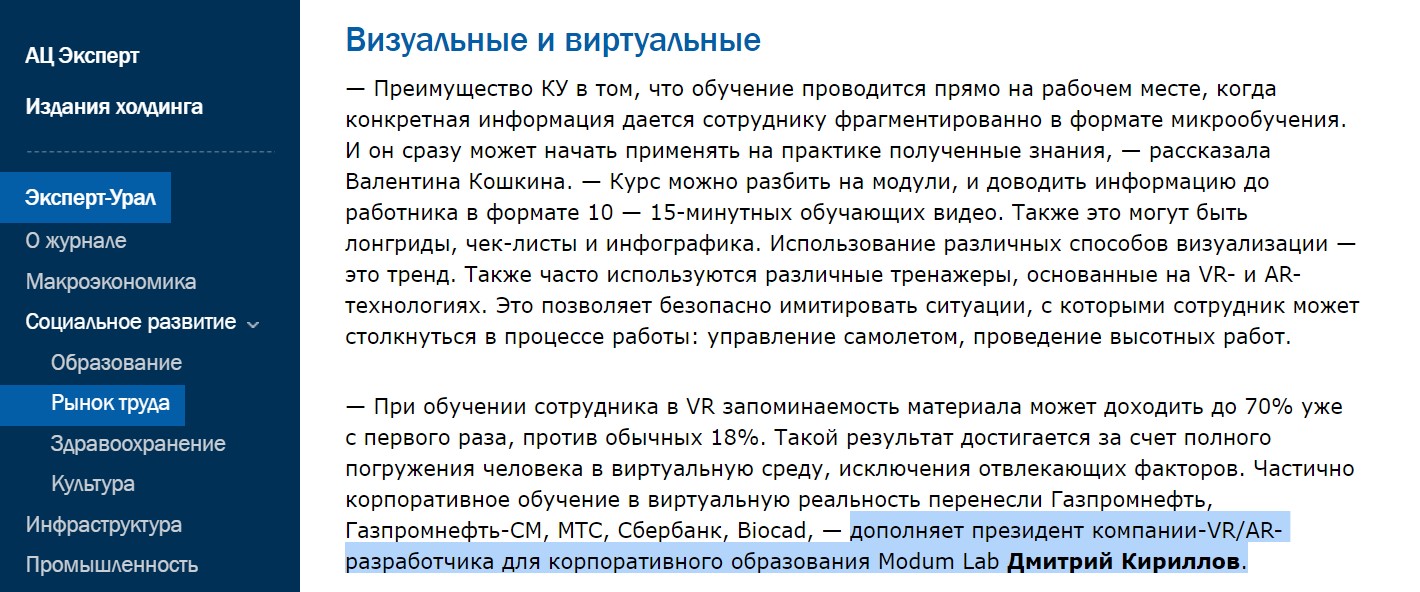 АЦ Эксперт
Издания холдинга
Эксперт-Урал
О журнале
Макроэкономика
Социальное развитие
Образование
Рынок труда
Здравоохранение
Культура
Инфраструктура
Промышленность
Визуальные и виртуальные
— Преимущество КУ в том, что обучение проводится прямо на рабочем месте, когда
конкретная информация дается сотруднику фрагментированно в формате микрообучения.
И он сразу может начать применять на практике полученные знания, — рассказала
Валентина Кошкина. — Курс можно разбить на модули, и доводить информацию до
работника в формате 10 — 15-минутных обучающих видео. Также это могут быть
лонгриды, чек-листы и инфографика. Использование различных способов визуализации —
это тренд. Также часто используются различные тренажеры, основанные на VR- и AR-
технологиях. Это позволяет безопасно имитировать ситуации, с которыми сотрудник может
столкнуться в процессе работы: управление самолетом, проведение высотных работ.
— При обучении сотрудника в VR запоминаемость материала может доходить до 70% уже
с первого раза, против обычных 18%. Такой результат достигается за счет полного
погружения человека в виртуальную среду, исключения отвлекающих факторов. Частично
корпоративное обучение в виртуальную реальность перенесли Газпромнефть,
Газпромнефть-СМ, МТС, Сбербанк, Biocad, — дополняет президент компании-VR/AR-
разработчика для корпоративного образования Modum Lab Дмитрий Кириллов.